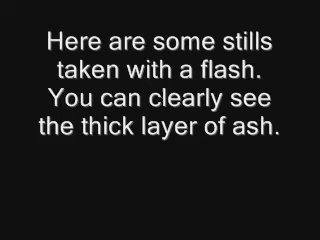 Here are some stills
taken with a flash.
You can clearly see
the thick layer of ash.